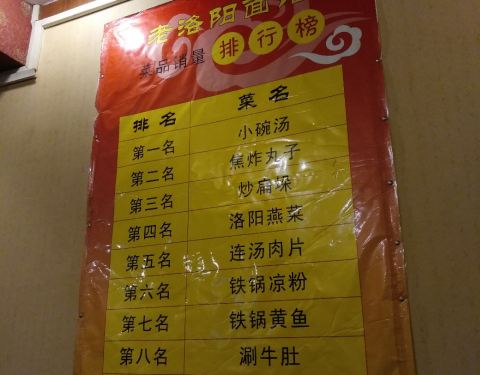 老洛阳面
菜品销量排行榜
排名 菜名
第一名 小碗汤
第二名 焦炸丸子
第三名 炒扁垛
第四名 洛阳燕菜
第五名 连汤肉片
第六名 铁锅凉粉
第七名 铁锅黄鱼
第八名 涮牛肚